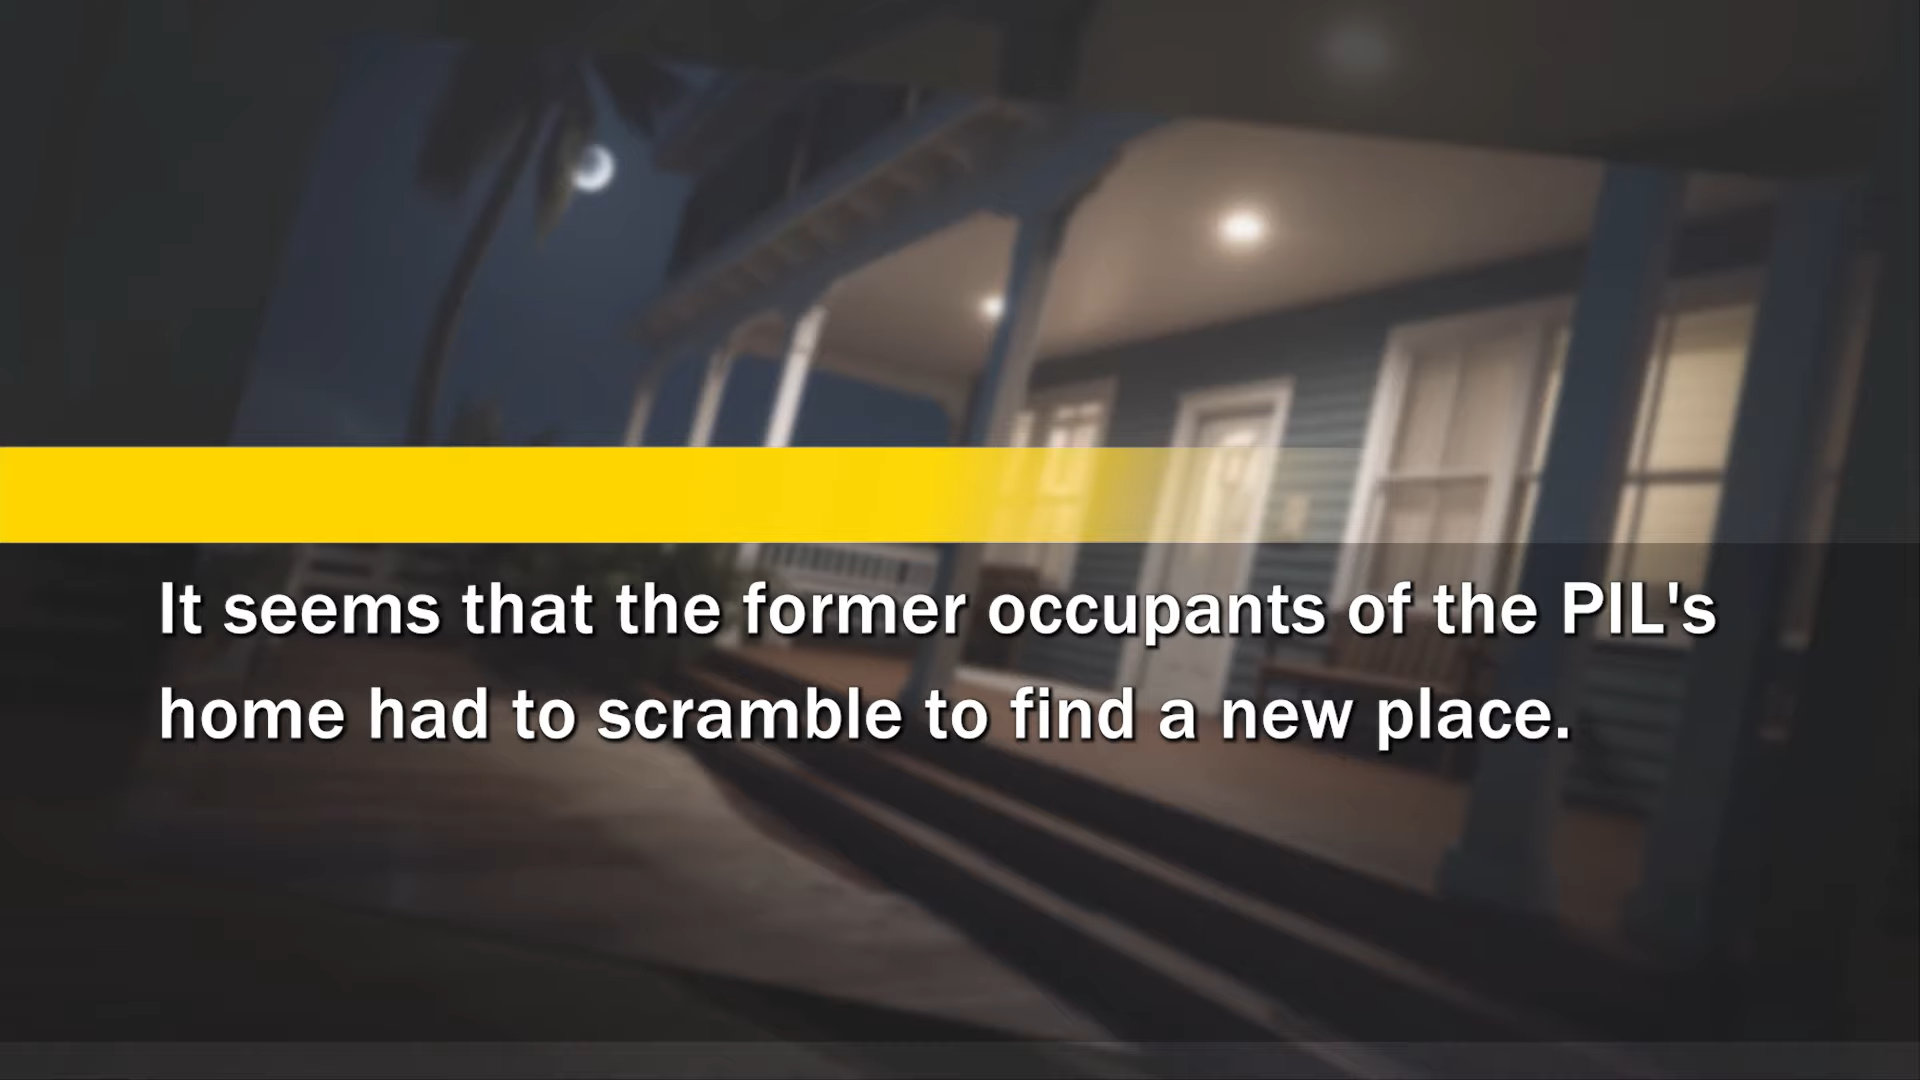 It seems that the former occupants of the PIL's
home had to scramble to find a new place.